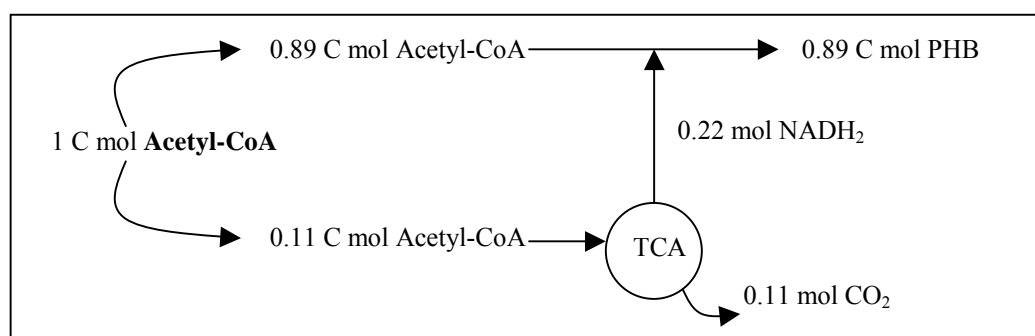 0.89 C mol Acetyl-CoA
0.89 C mol PHB
1 C mol Acetyl-CoA
0.22 mol NADH₂
0.11 C mol Acetyl-CoA
TCA
0.11 mol CO₂